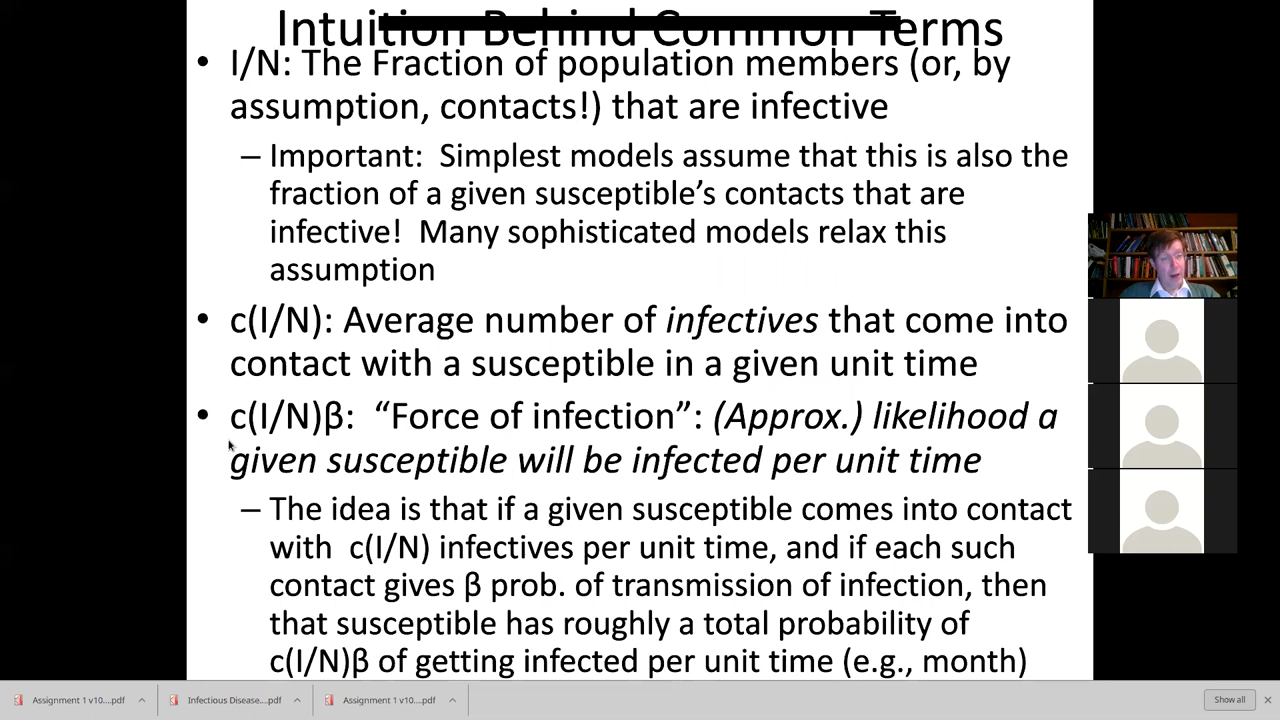 Intuition Behind Common Terms
• I/N: The Fraction of population members (or, by
assumption, contacts!) that are infective
– Important: Simplest models assume that this is also the
fraction of a given susceptible’s contacts that are
infective! Many sophisticated models relax this
assumption
• c(I/N): Average number of infectives that come into
contact with a susceptible in a given unit time
• c(I/N)β: “Force of infection”: (Approx.) likelihood a
given susceptible will be infected per unit time
– The idea is that if a given susceptible comes into contact
with c(I/N) infectives per unit time, and if each such
contact gives β prob. of transmission of infection, then
that susceptible has roughly a total probability of
c(I/N)β of getting infected per unit time (e.g., month)
Assignment 1 v10....pdf
Infectious Disease....pdf
Assignment 1 v10....pdf
Show all